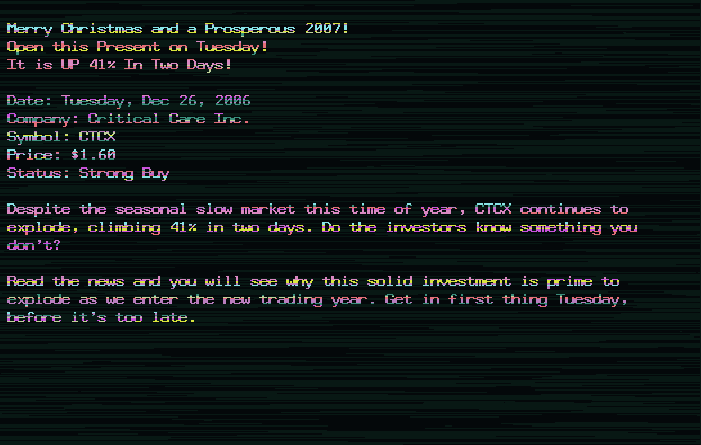 Merry Christmas and a Prosperous 2007!
Open this Present on Tuesday!
It is UP 41% In Two Days!
Date: Tuesday, Dec 26, 2006
Company: Critical Care Inc.
Symbol: CTCX
Price: $1.60
Status: Strong Buy
Despite the seasonal slow market this time of year, CTCX continues to
explode, climbing 41% in two days. Do the investors know something you
don't?
Read the news and you will see why this solid investment is prime to
explode as we enter the new trading year. Get in first thing Tuesday,
before it's too late.